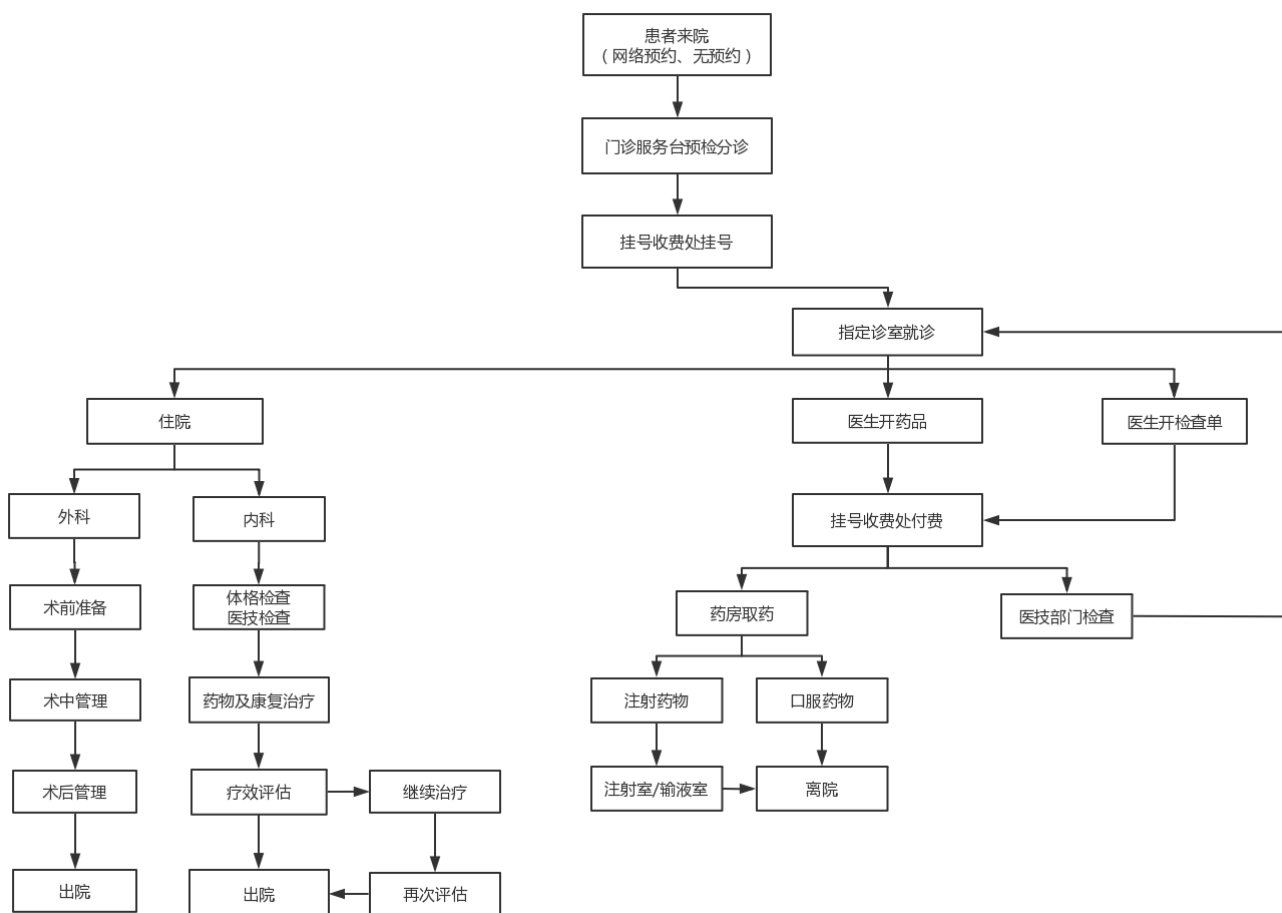 患者来院
（网络预约、无预约）
门诊服务台预检分诊
挂号收费处挂号
指定诊室就诊
住院
医生开药品
医生开检查单
外科
内科
挂号收费处付费
术前准备
体格检查
医技检查
药房取药
医技部门检查
术中管理
药物及康复治疗
注射药物
口服药物
术后管理
疗效评估
继续治疗
注射室/输液室
离院
出院
出院
再次评估